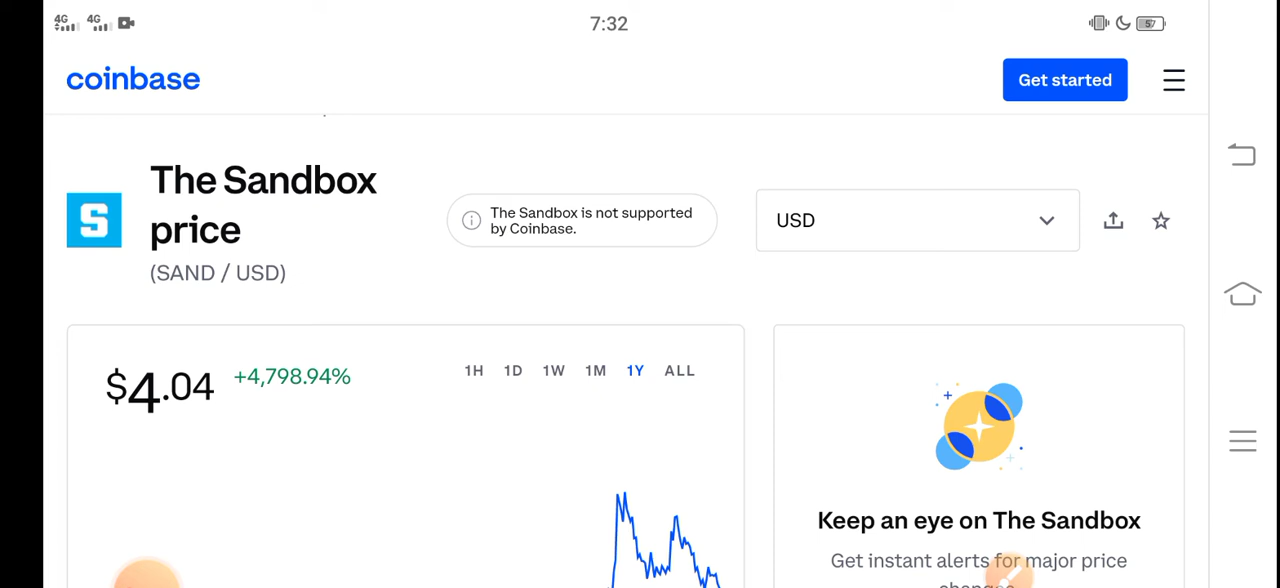 4G 4G 7:32 57
coinbase
Get started
The Sandbox
price
(SAND / USD)
The Sandbox is not supported
by Coinbase.
USD
$4.04 +4,798.94%
1H 1D 1W 1M 1Y ALL
S
Keep an eye on The Sandbox
Get instant alerts for major price